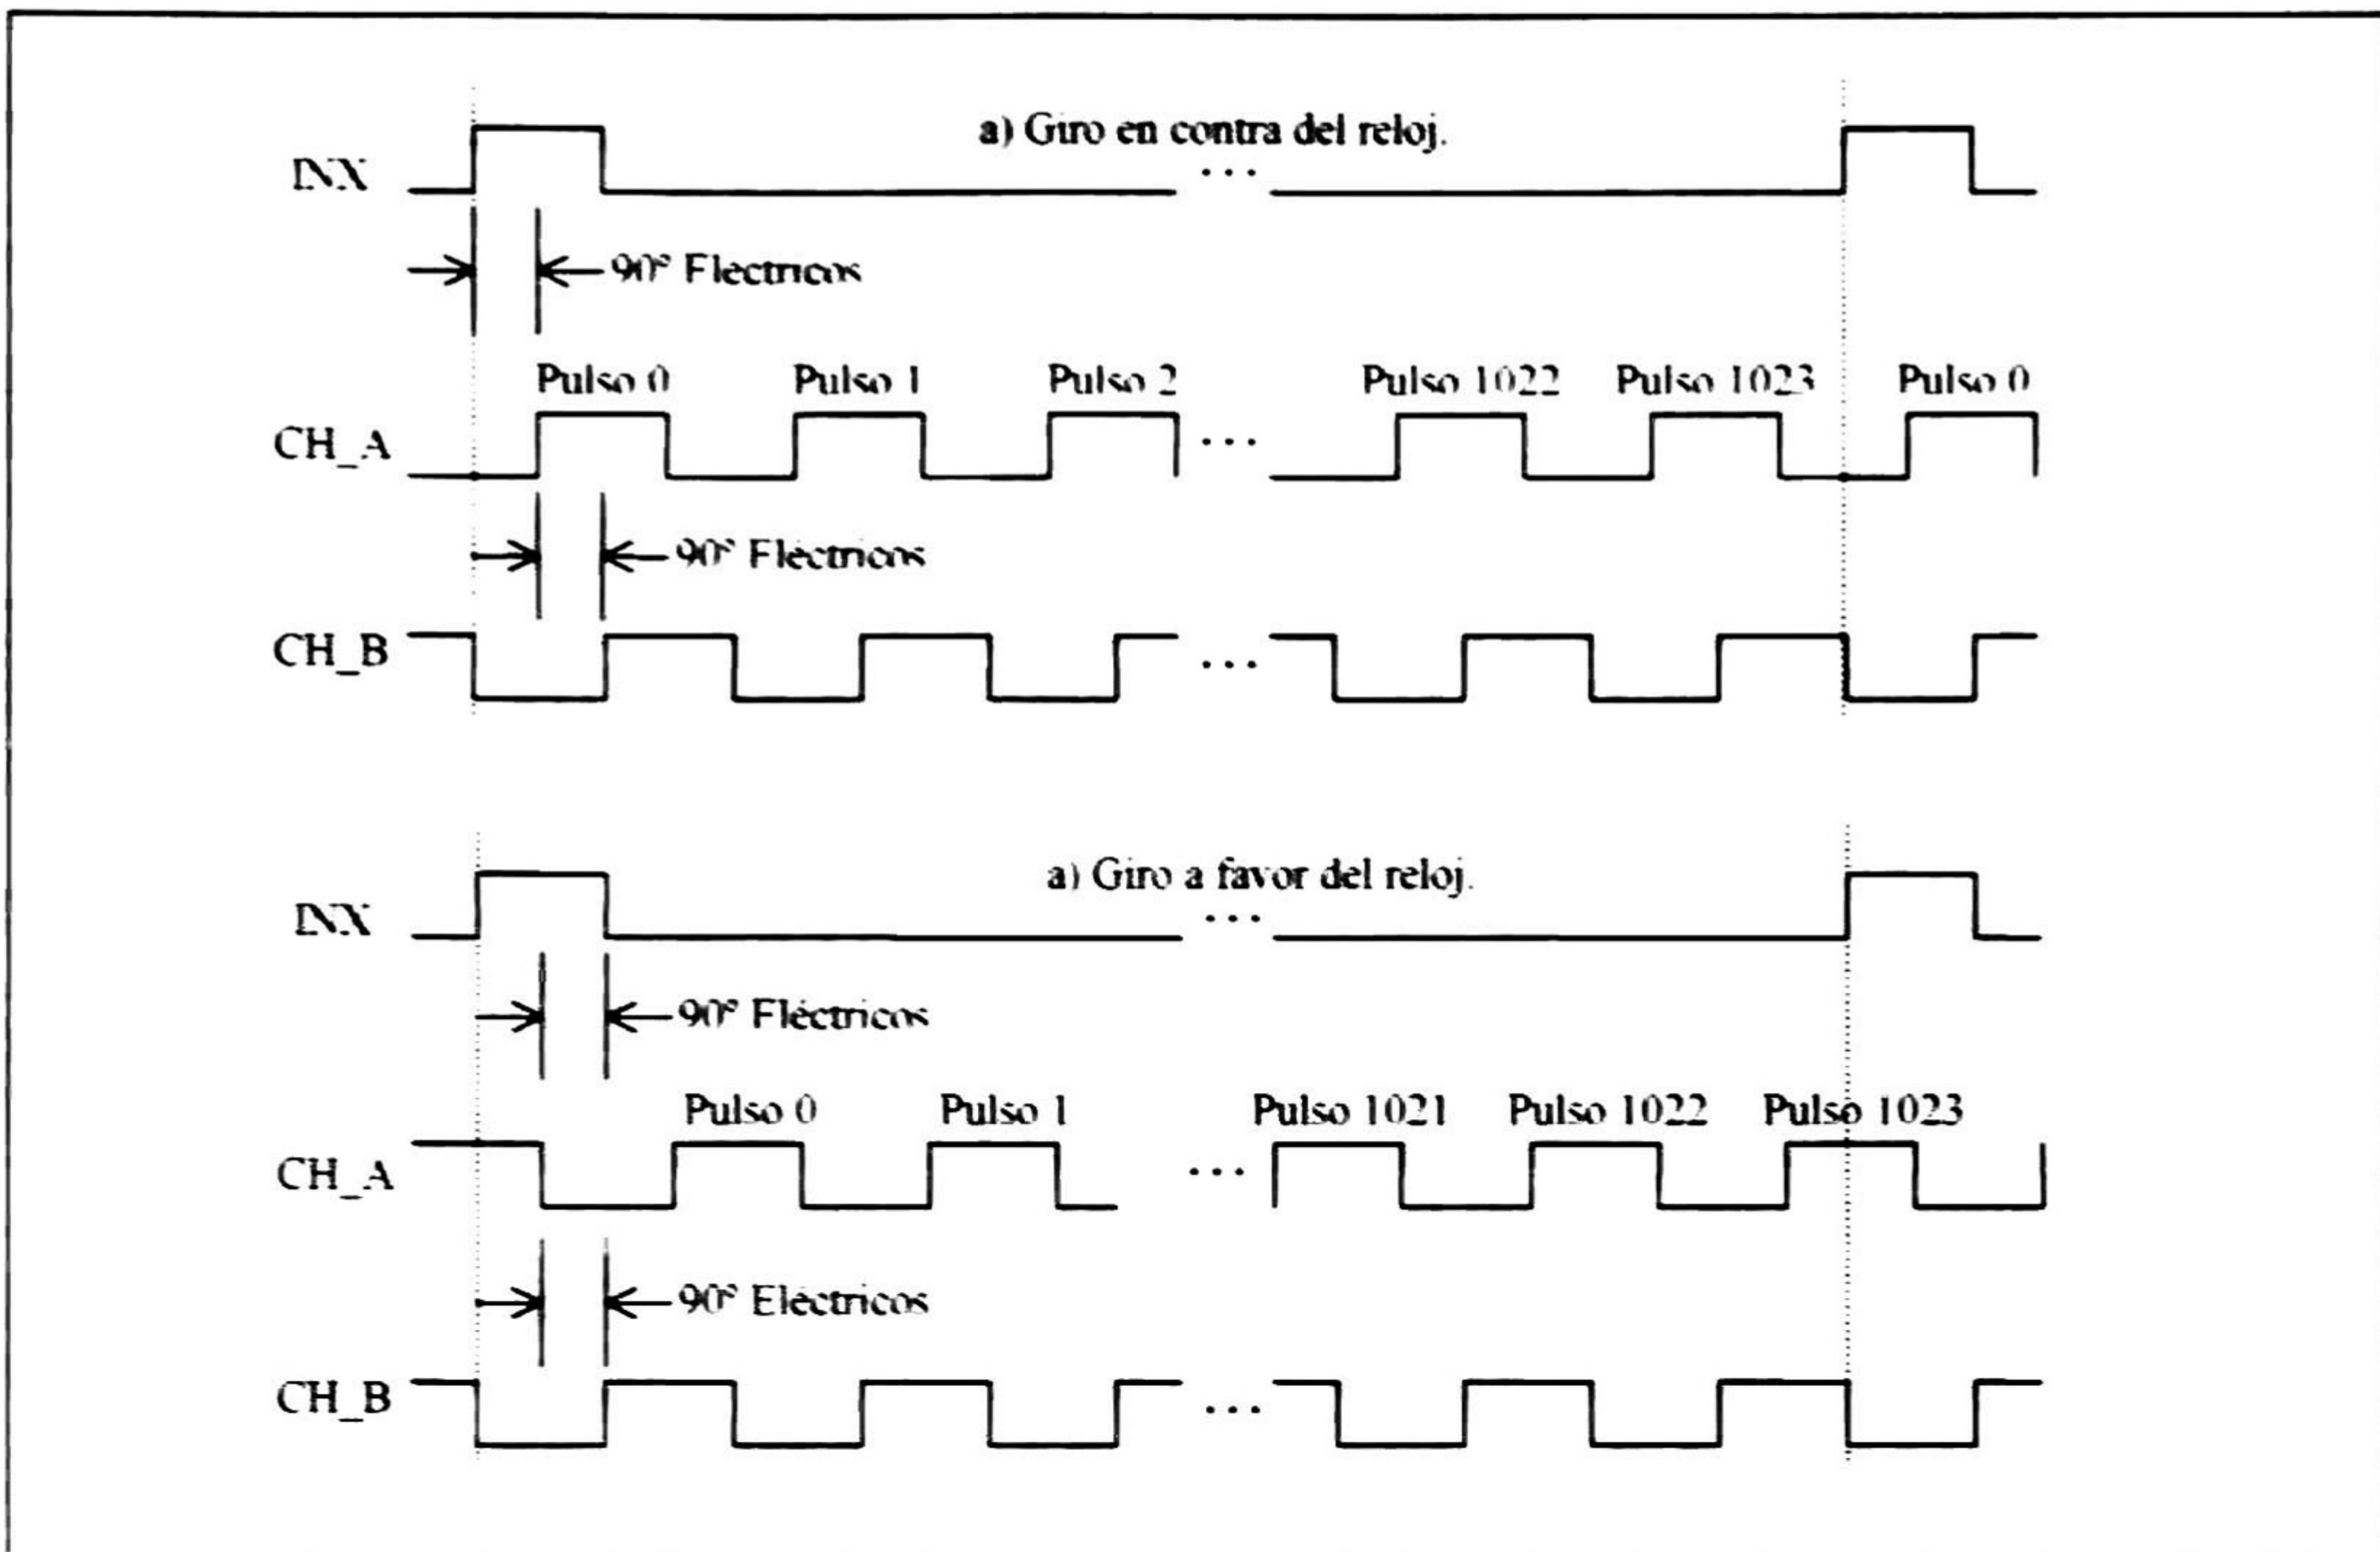 a) Giro en contra del reloj.
INX
...
90° Eléctricos
Pulso 0 Pulso 1 Pulso 2 Pulso 1022 Pulso 1023 Pulso 0
CH_A ...
90° Eléctricos
CH_B ...
a) Giro a favor del reloj.
INX ...
90° Eléctricos
Pulso 0 Pulso 1 Pulso 1021 Pulso 1022 Pulso 1023
CH_A ...
90° Eléctricos
CH_B ...